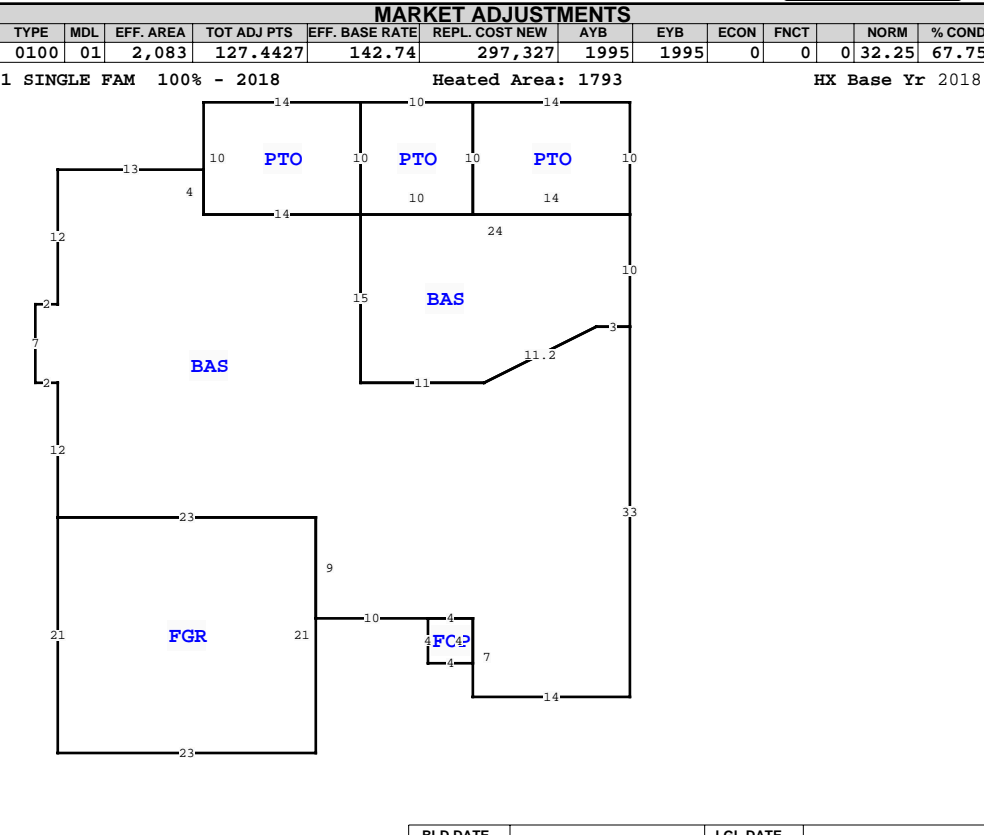 MARKET ADJUSTMENTS
TYPE MDL EFF. AREA TOT ADJ PTS EFF. BASE RATE REPL. COST NEW AYB EYB ECON FNCT NORM % COND
0100 01 2,083 127.4427 142.74 297,327 1995 1995 0 0 0 32.25 67.75
1 SINGLE FAM 100% - 2018 Heated Area: 1793 HX Base Yr 2018
14 10 14
10 PTO 10 PTO 10 PTO 10
13
4 10 14
14
12 24
10
2 15 BAS
7 11.2 3
BAS
2 11
12
23 33
9
10 4
21 FGR 21 4 FOP 4
4 7
14
23
BLD DATE LGL DATE